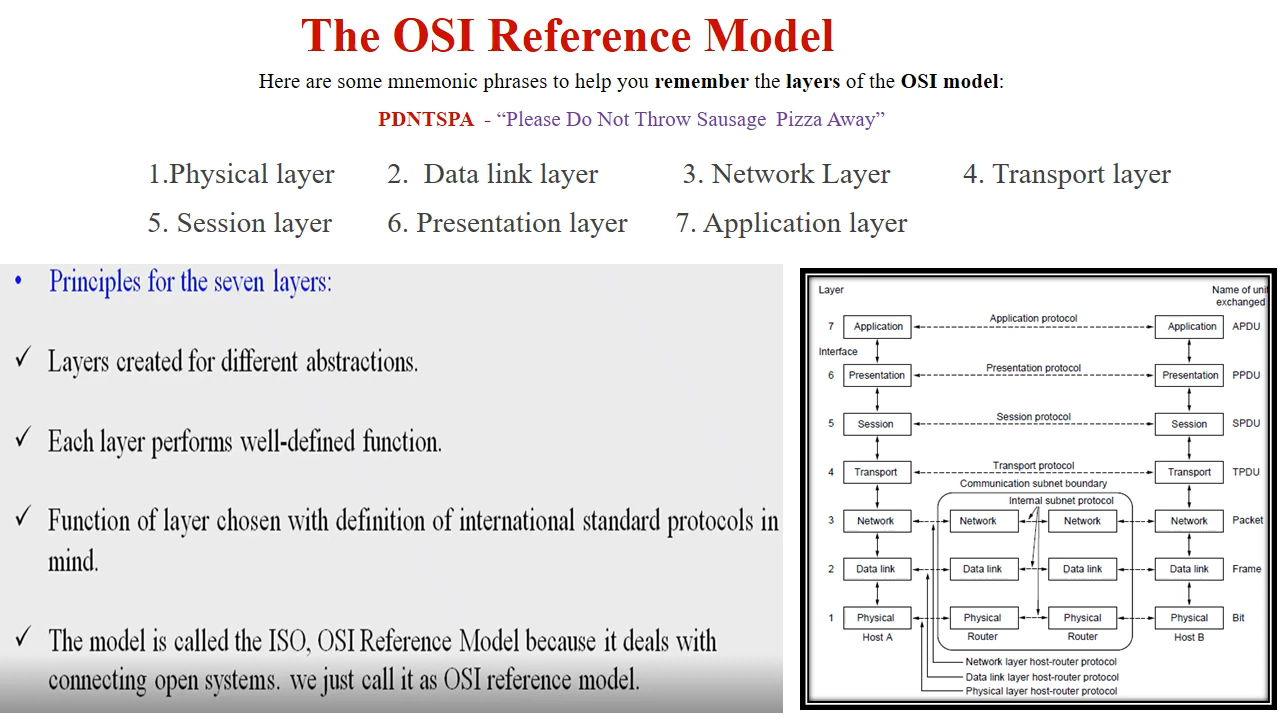 The OSI Reference Model
Here are some mnemonic phrases to help you remember the layers of the OSI model:
PDNTSPA - “Please Do Not Throw Sausage Pizza Away”
1.Physical layer 2. Data link layer 3. Network Layer 4. Transport layer
5. Session layer 6. Presentation layer 7. Application layer
• Principles for the seven layers:
✓ Layers created for different abstractions.
✓ Each layer performs well-defined function.
✓ Function of layer chosen with definition of international standard protocols in
mind.
✓ The model is called the ISO, OSI Reference Model because it deals with
connecting open systems. we just call it as OSI reference model.
Layer
Name of unit
exchanged
7 Application Application protocol Application APDU
Interface
6 Presentation Presentation protocol Presentation PPDU
5 Session Session protocol Session SPDU
4 Transport Transport protocol Transport TPDU
Communication subnet boundary
Internal subnet protocol
3 Network Network Network Network Packet
2 Data link Data link Data link Data link Frame
1 Physical Physical Physical Physical Bit
Host A Router Router Host B
Network layer host-router protocol
Data link layer host-router protocol
Physical layer host-router protocol